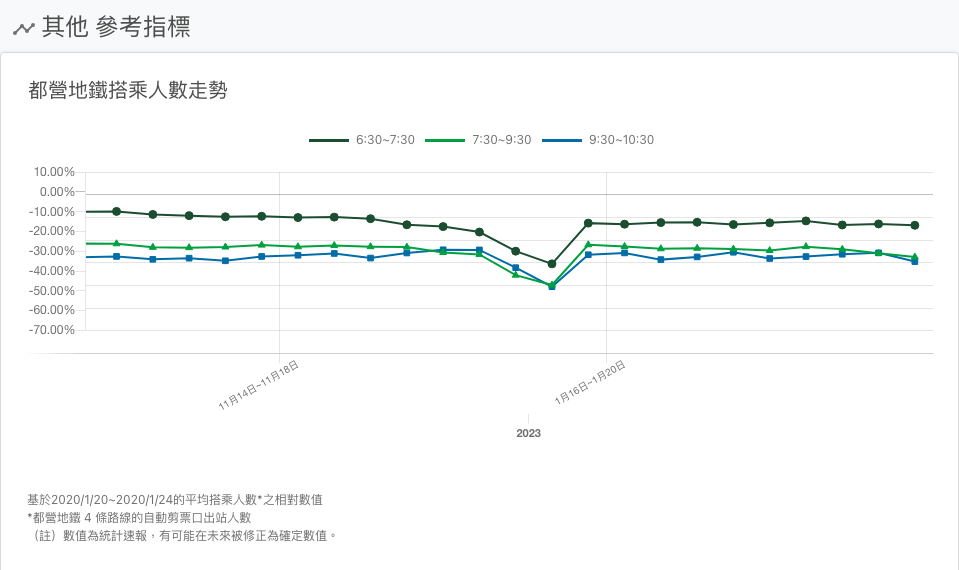 其他 參考指標
都營地鐵搭乘人數走勢
6:30~7:30 7:30~9:30 9:30~10:30
10.00%
0.00%
-10.00%
-20.00%
-30.00%
-40.00%
-50.00%
-60.00%
-70.00%
11月14日~11月18日
1月16日~1月20日
2023
基於2020/1/20~2020/1/24的平均搭乘人數*之相對數值
*都營地鐵 4 條路線的自動剪票口出站人數
（註）數值為統計速報，有可能在未來被修正為確定數值。